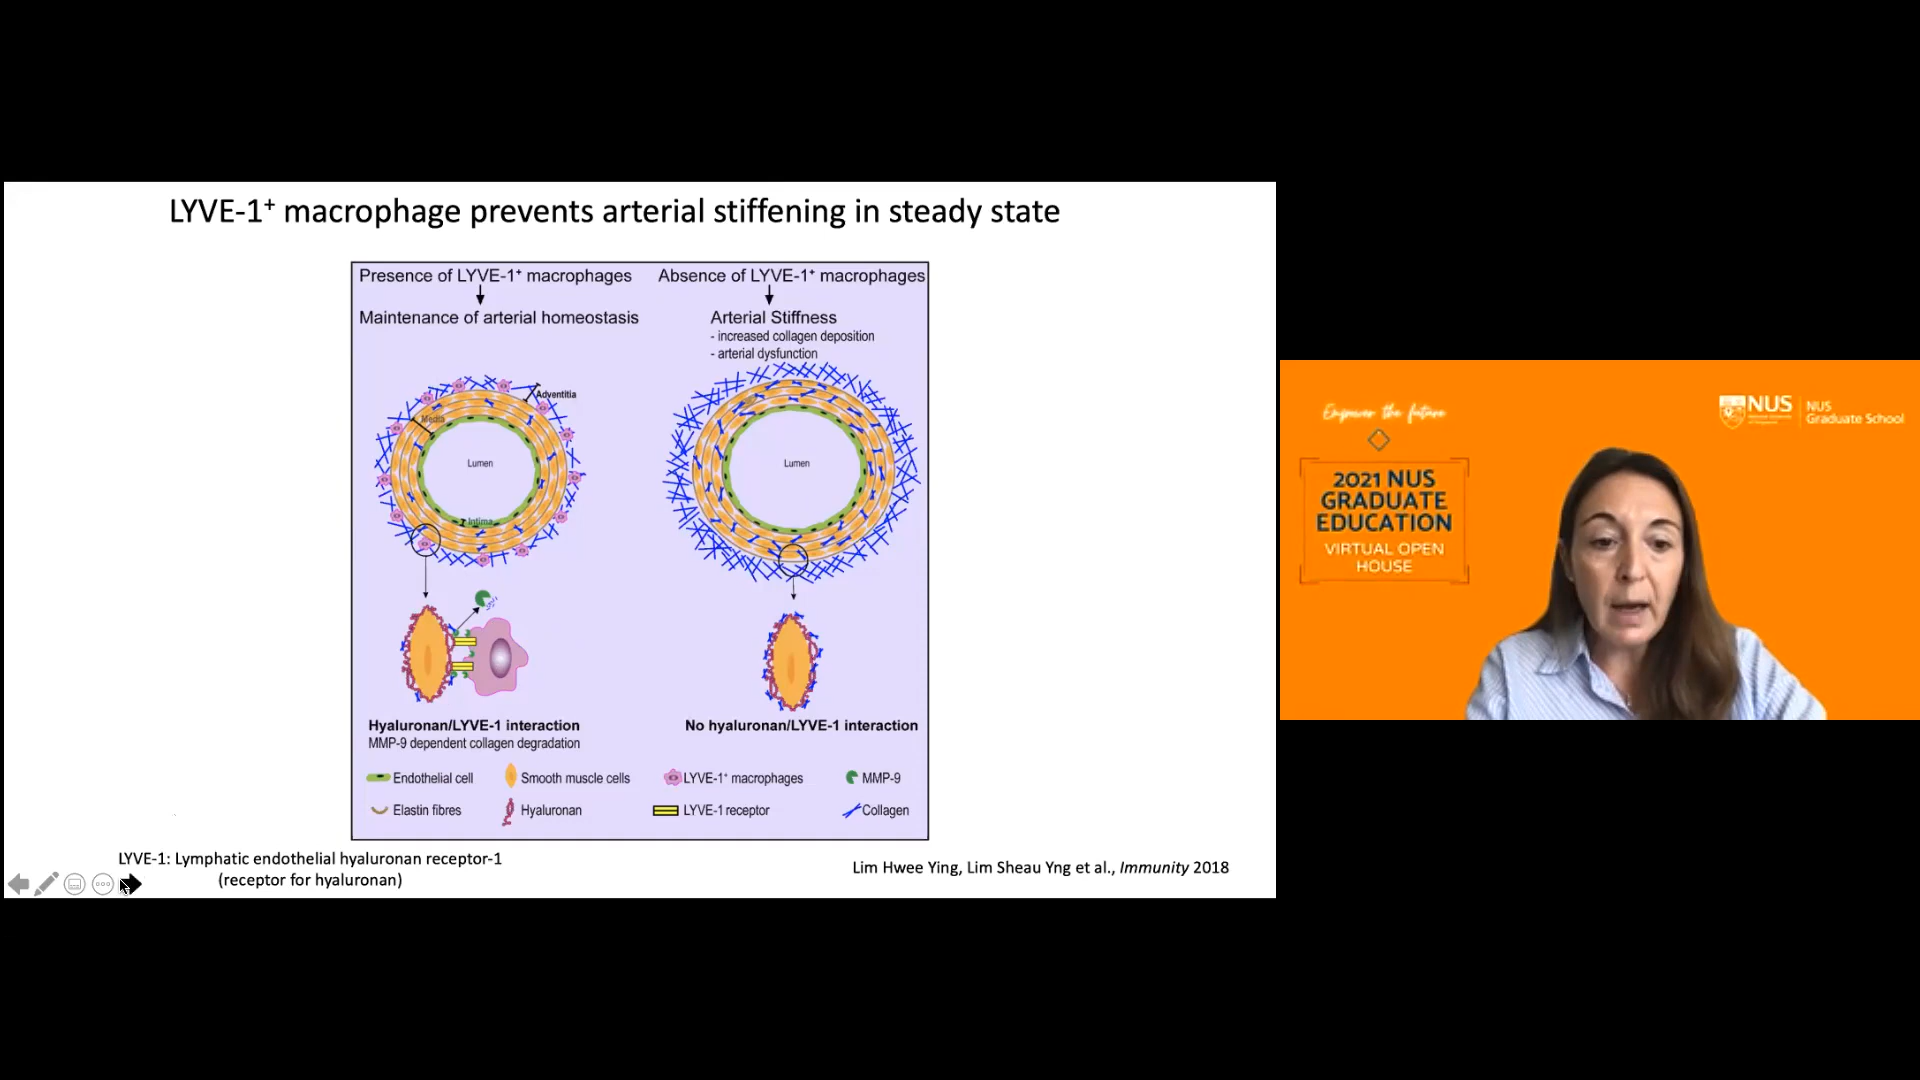 LYVE-1⁺ macrophage prevents arterial stiffening in steady state
Presence of LYVE-1⁺ macrophages
Maintenance of arterial homeostasis
Absence of LYVE-1⁺ macrophages
Arterial Stiffness
- increased collagen deposition
- arterial dysfunction
Adventitia
Media
Lumen
Intima
Lumen
Hyaluronan/LYVE-1 interaction
MMP-9 dependent collagen degradation
No hyaluronan/LYVE-1 interaction
Endothelial cell
Smooth muscle cells
LYVE-1⁺ macrophages
MMP-9
Elastin fibres
Hyaluronan
LYVE-1 receptor
Collagen
LYVE-1: Lymphatic endothelial hyaluronan receptor-1
(receptor for hyaluronan)
Lim Hwee Ying, Lim Sheau Yng et al., Immunity 2018
Empower the future
2021 NUS
GRADUATE
EDUCATION
VIRTUAL OPEN
HOUSE
NUS
NUS
Graduate School